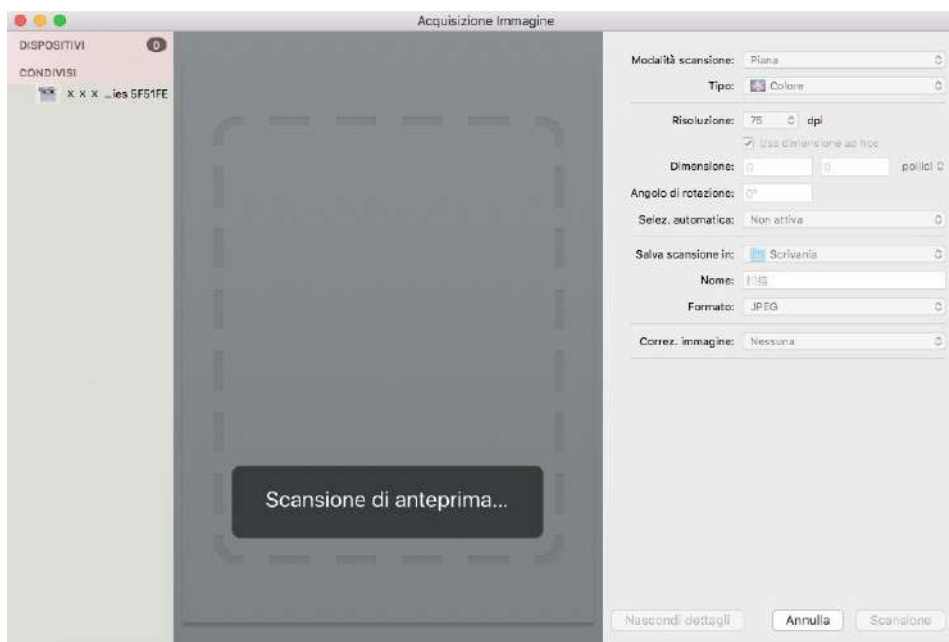 Acquisizione Immagine
DISPOSITIVI 0
CONDIVISI
X X X ...ies 5F51FE
Scansione di anteprima...
Modalità scansione: Piana
Tipo: Colore
Risoluzione: 75 dpi
Usa dimensione ad hoc
Dimensione: 0 0 pollici
Angolo di rotazione: 0°
Selez. automatica: Non attiva
Salva scansione in: Scrivania
Nome: 扫描
Formato: JPEG
Correz. immagine: Nessuna
Nascondi dettagli Annulla Scansione